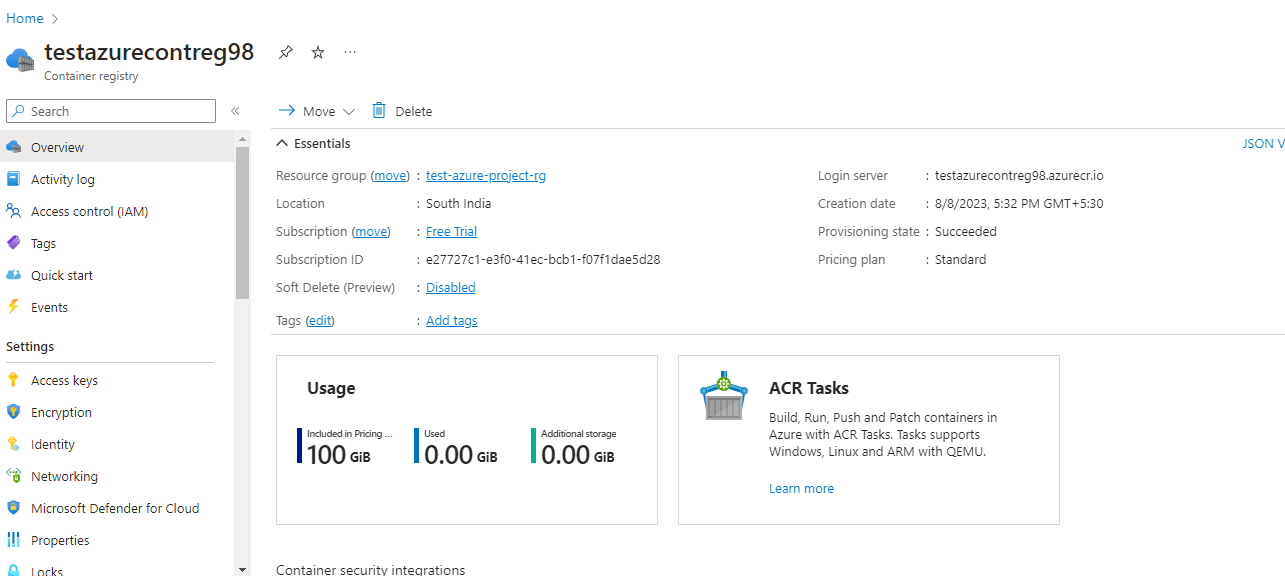 Home
testazurecontreg98
Container registry
Search
Move
Delete
Overview
Activity log
Access control (IAM)
Tags
Quick start
Events
Settings
Access keys
Encryption
Identity
Networking
Microsoft Defender for Cloud
Properties
Locks
Essentials
JSON V
Resource group (move) : test-azure-project-rg
Location : South India
Subscription (move) : Free Trial
Subscription ID : e27727c1-e3f0-41ec-bcb1-f07f1dae5d28
Soft Delete (Preview) : Disabled
Tags (edit) : Add tags
Login server : testazurecontreg98.azurecr.io
Creation date : 8/8/2023, 5:32 PM GMT+5:30
Provisioning state : Succeeded
Pricing plan : Standard
Usage
Included in Pricing ...
100 GiB
Used
0.00 GiB
Additional storage
0.00 GiB
ACR Tasks
Build, Run, Push and Patch containers in
Azure with ACR Tasks. Tasks supports
Windows, Linux and ARM with QEMU.
Learn more
Container security integrations